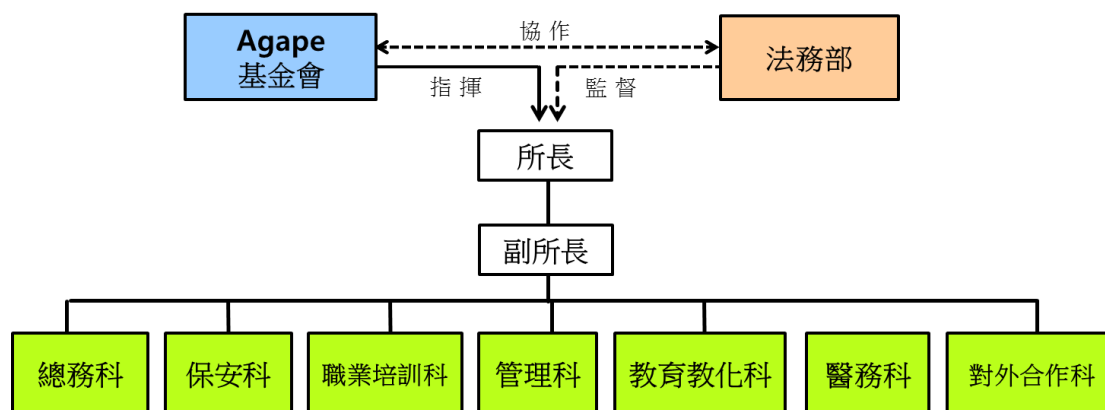 Agape
基金會
協作
法務部
指揮
監督
所長
副所長
總務科
保安科
職業培訓科
管理科
教育教化科
醫務科
對外合作科